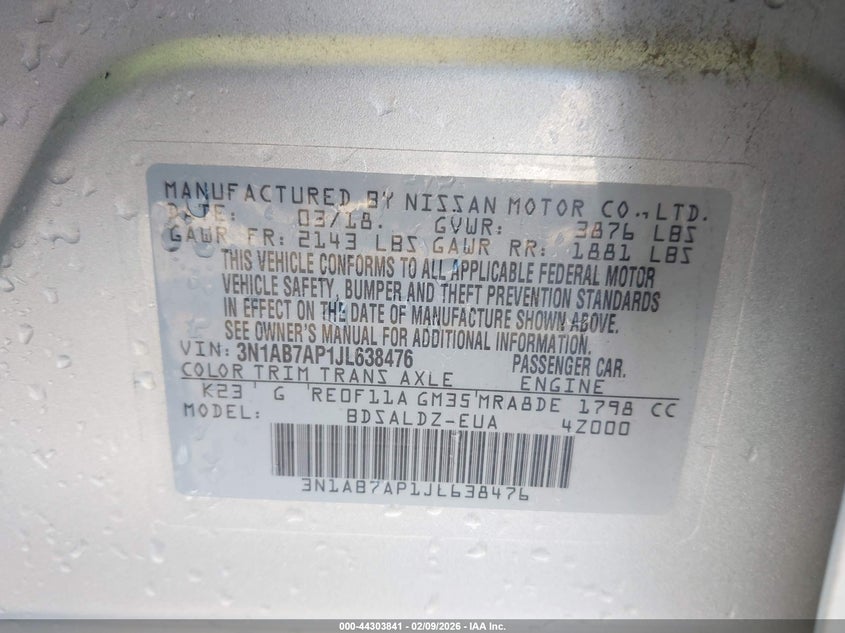 MANUFACTURED BY NISSAN MOTOR CO., LTD.
DATE: 03/18. GVWR: 3876 LBS
GAWR FR: 2143 LBS GAWR RR: 1881 LBS
THIS VEHICLE CONFORMS TO ALL APPLICABLE FEDERAL MOTOR
VEHICLE SAFETY, BUMPER AND THEFT PREVENTION STANDARDS
IN EFFECT ON THE DATE OF MANUFACTURE SHOWN ABOVE.
SEE OWNER'S MANUAL FOR ADDITIONAL INFORMATION.
VIN: 3N1AB7AP1JL638476 PASSENGER CAR.
COLOR TRIM TRANS AXLE ENGINE
K23 G RE0F11A GM35 MRA8DE 1798 CC
MODEL: BDSALDZ-EUA 4Z000
3N1AB7AP1JL638476
000-44303841 - 02/09/2026 - IAA Inc.